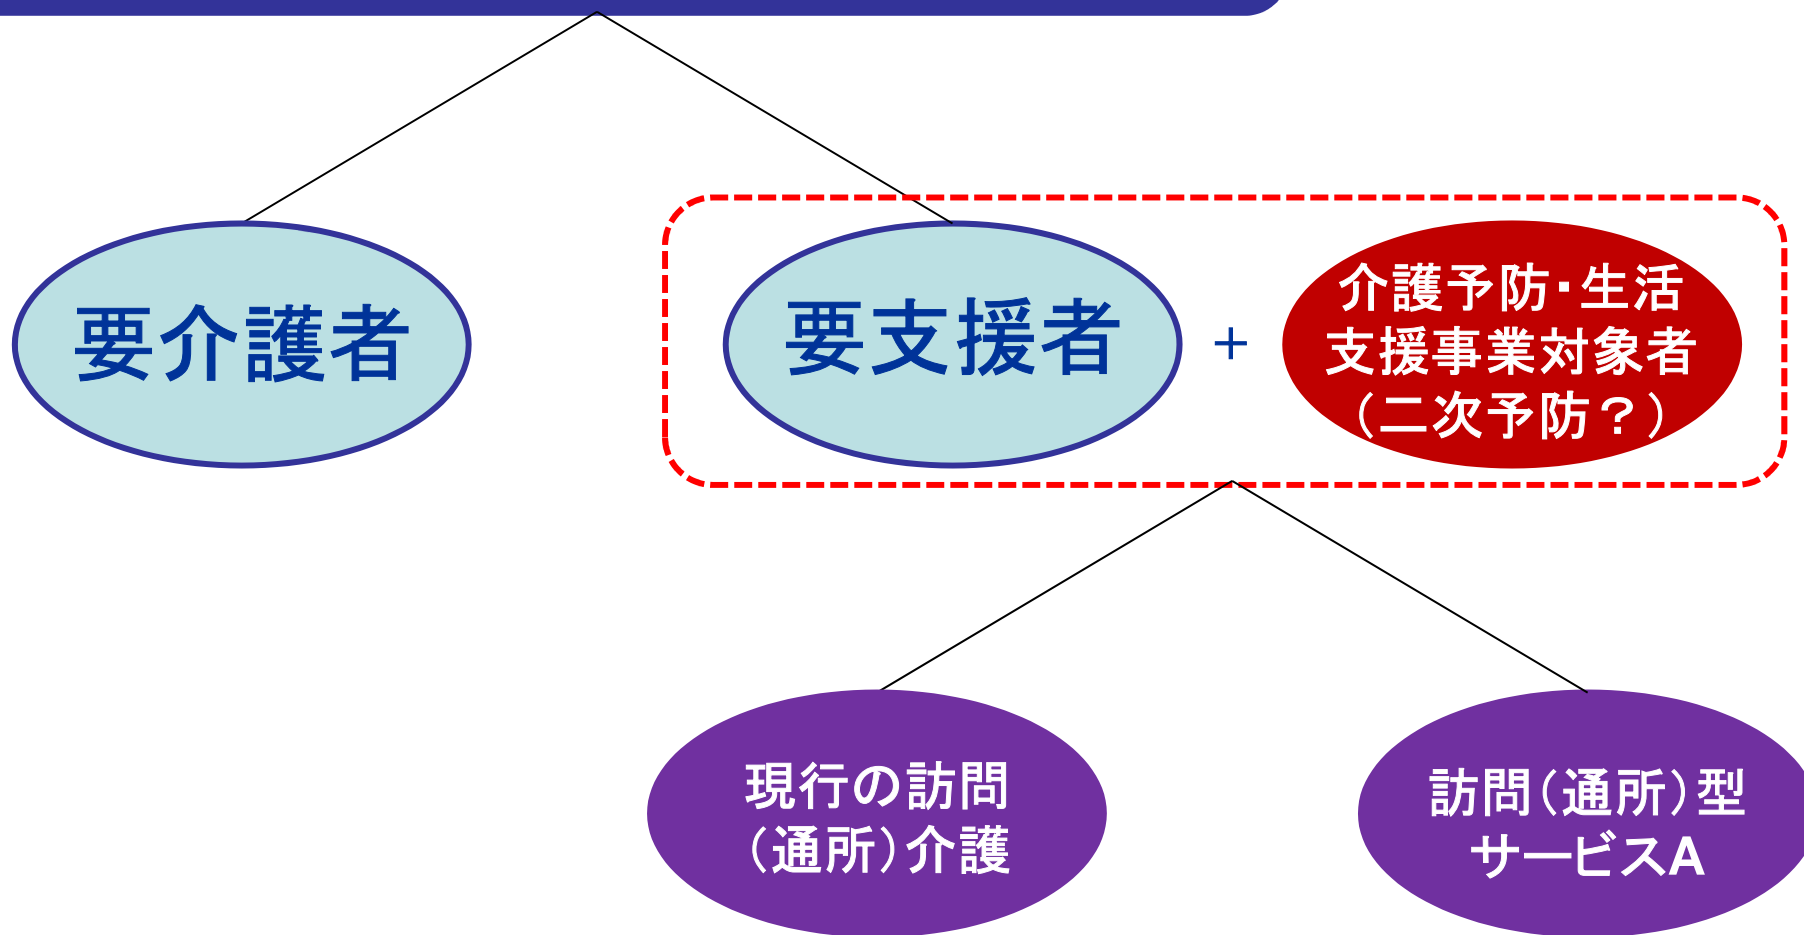 要介護者
要支援者
+
介護予防・生活
支援事業対象者
（二次予防？）
現行の訪問
（通所）介護
訪問（通所）型
サービスA